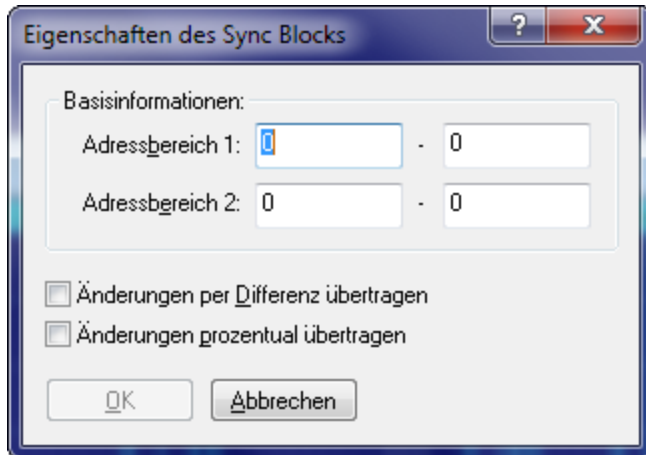 Eigenschaften des Sync Blocks ? X
Basisinformationen:
Adressbereich 1: 0 - 0
Adressbereich 2: 0 - 0
Änderungen per Differenz übertragen
Änderungen prozentual übertragen
OK Abbrechen